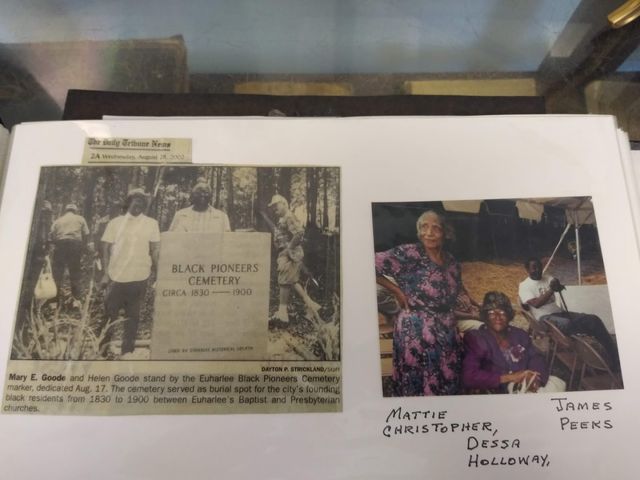 The Daily Tribune News
2A Wednesday, August 28, 2002
BLACK PIONEERS
CEMETERY
CIRCA 1830 — 1900
DAYTON P. STRICKLAND/Staff
Mary E. Goode and Helen Goode stand by the Euharlee Black Pioneers Cemetery
marker, dedicated Aug. 17. The cemetery served as burial spot for the city's founding
black residents from 1830 to 1900 between Euharlee's Baptist and Presbyterian
churches.
MATTIE
CHRISTOPHER,
DESSA
HOLLOWAY,
JAMES
PEEKS